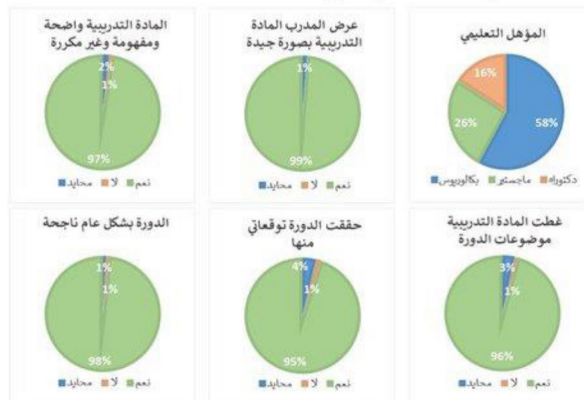 المؤهل التعليمي
16%
26%
58%
دكتوراه ماجستير بكالوريوس
عرض المدرب المادة
التدريبية بصورة جيدة
1%
99%
نعم لا محايد
المادة التدريبية واضحة
ومفهومة وغير مكررة
2%
1%
97%
نعم لا محايد
غطت المادة التدريبية
موضوعات الدورة
3%
1%
96%
نعم لا محايد
حققت الدورة توقعاتي
منها
4%
1%
95%
نعم لا محايد
الدورة بشكل عام ناجحة
1%
1%
98%
نعم لا محايد